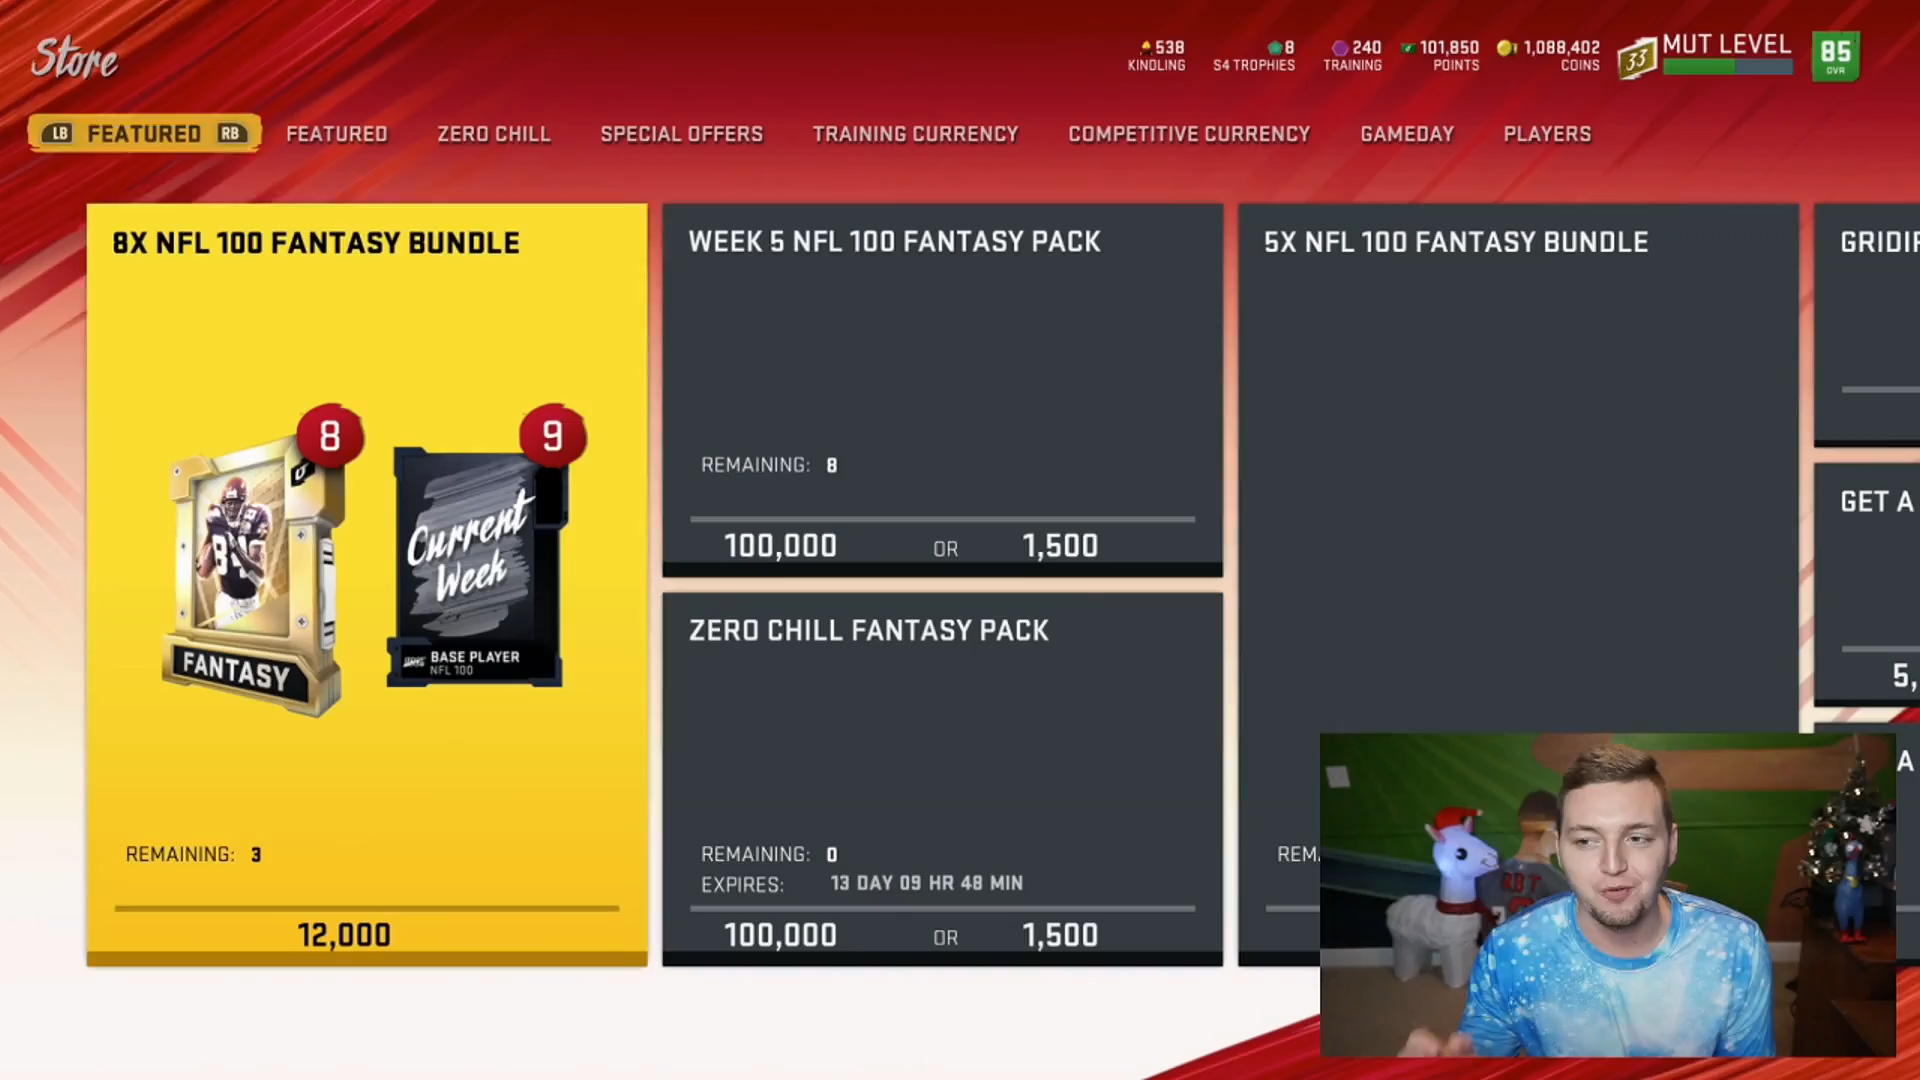 Store
538
KINDLING
8
S4 TROPHIES
240
TRAINING
101,850
POINTS
1,088,402
COINS
33
MUT LEVEL
85
OVR
LB FEATURED RB
FEATURED
ZERO CHILL
SPECIAL OFFERS
TRAINING CURRENCY
COMPETITIVE CURRENCY
GAMEDAY
PLAYERS
8X NFL 100 FANTASY BUNDLE
8
9
84
FANTASY
Current
Week
BASE PLAYER
NFL 100
REMAINING: 3
12,000
WEEK 5 NFL 100 FANTASY PACK
REMAINING: 8
100,000 OR 1,500
ZERO CHILL FANTASY PACK
REMAINING: 0
EXPIRES: 13 DAY 09 HR 48 MIN
100,000 OR 1,500
5X NFL 100 FANTASY BUNDLE
REM
GRIDI
GET A
5,
A